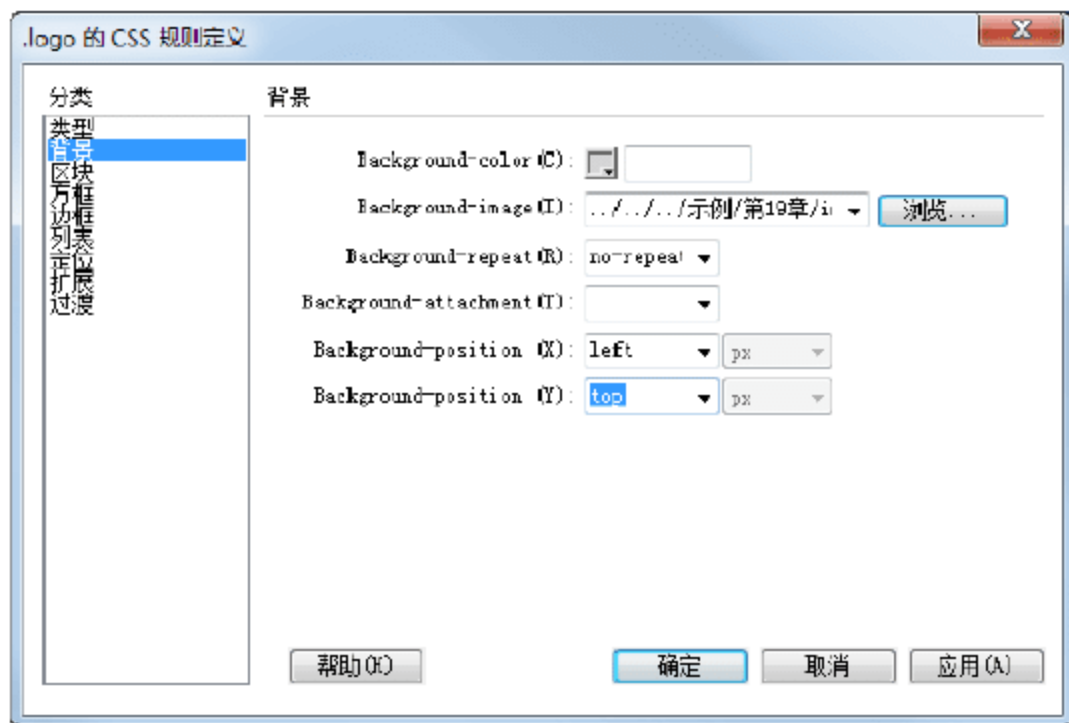 .logo 的 CSS 规则定义
分类
类型
背景
区块
方框
边框
列表
定位
扩展
过渡
背景
Background-color(C):
Background-image(I): ../../../示例/第19章/i 浏览...
Background-repeat(R): no-repeat
Background-attachment(T):
Background-position (X): left px
Background-position (Y): top px
帮助(H) 确定 取消 应用(A)